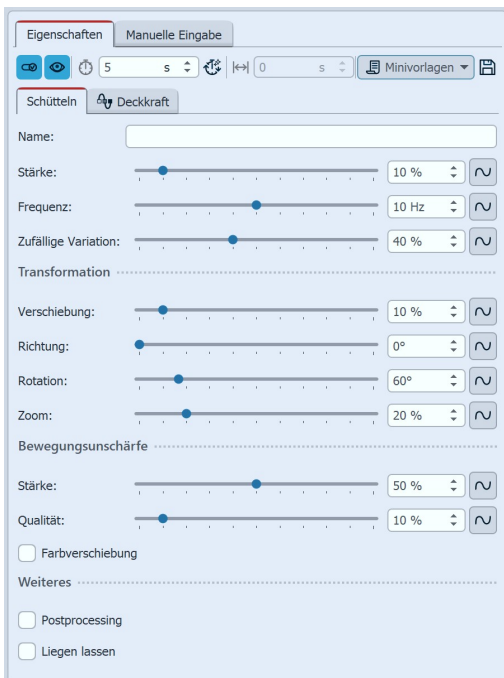 Eigenschaften Manuelle Eingabe
5 s 0 s Minivorlagen
Schütteln Deckkraft
Name:
Stärke: 10 %
Frequenz: 10 Hz
Zufällige Variation: 40 %
Transformation
Verschiebung: 10 %
Richtung: 0°
Rotation: 60°
Zoom: 20 %
Bewegungsunschärfe
Stärke: 50 %
Qualität: 10 %
Farbverschiebung
Weiteres
Postprocessing
Liegen lassen